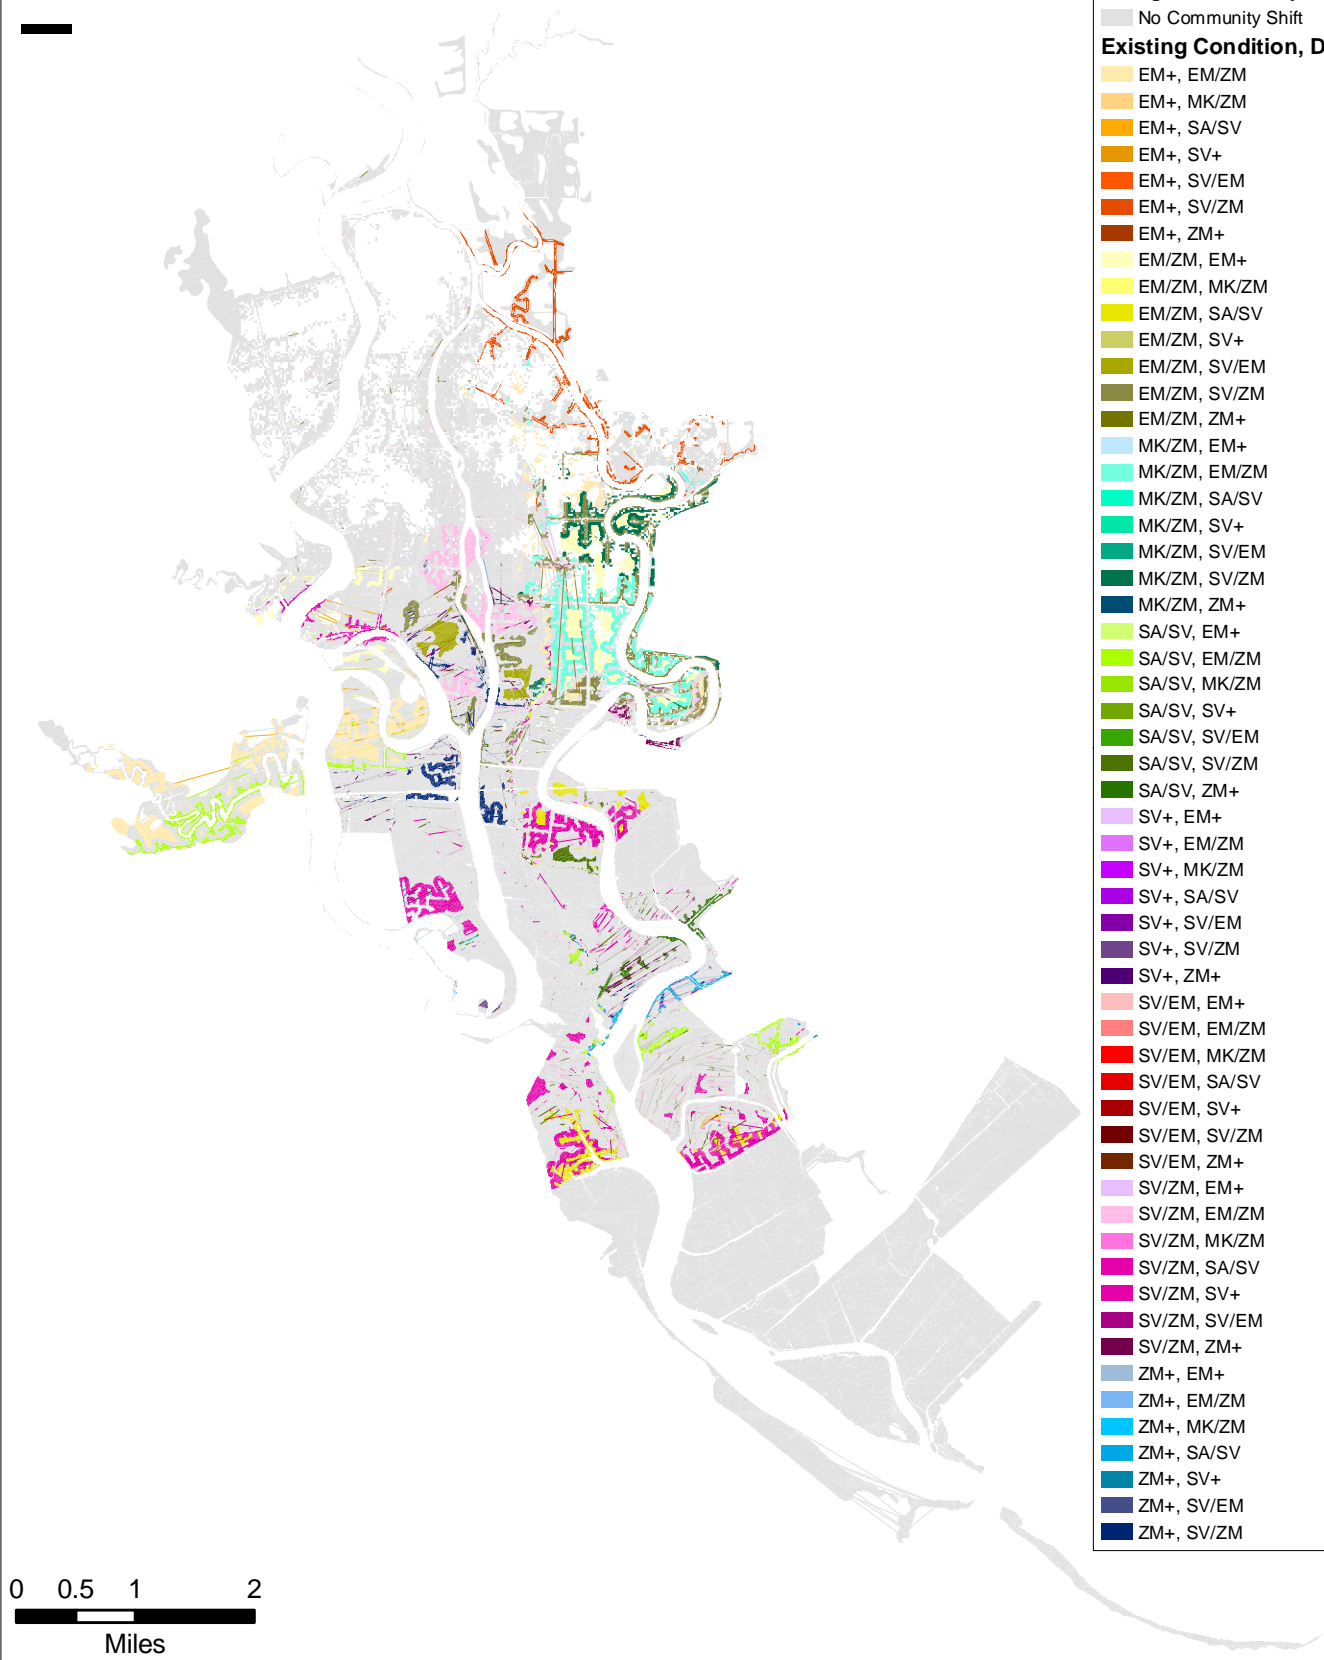 No Community Shift
Existing Condition, D
EM+, EM/ZM
EM+, MK/ZM
EM+, SA/SV
EM+, SV+
EM+, SV/EM
EM+, SV/ZM
EM+, ZM+
EM/ZM, EM+
EM/ZM, MK/ZM
EM/ZM, SA/SV
EM/ZM, SV+
EM/ZM, SV/EM
EM/ZM, SV/ZM
EM/ZM, ZM+
MK/ZM, EM+
MK/ZM, EM/ZM
MK/ZM, SA/SV
MK/ZM, SV+
MK/ZM, SV/EM
MK/ZM, SV/ZM
MK/ZM, ZM+
SA/SV, EM+
SA/SV, EM/ZM
SA/SV, MK/ZM
SA/SV, SV+
SA/SV, SV/EM
SA/SV, SV/ZM
SA/SV, ZM+
SV+, EM+
SV+, EM/ZM
SV+, MK/ZM
SV+, SA/SV
SV+, SV/EM
SV+, SV/ZM
SV+, ZM+
SV/EM, EM+
SV/EM, EM/ZM
SV/EM, MK/ZM
SV/EM, SA/SV
SV/EM, SV+
SV/EM, SV/ZM
SV/EM, ZM+
SV/ZM, EM+
SV/ZM, EM/ZM
SV/ZM, MK/ZM
SV/ZM, SA/SV
SV/ZM, SV+
SV/ZM, SV/EM
SV/ZM, ZM+
ZM+, EM+
ZM+, EM/ZM
ZM+, MK/ZM
ZM+, SA/SV
ZM+, SV+
ZM+, SV/EM
ZM+, SV/ZM
0 0.5 1 2
Miles